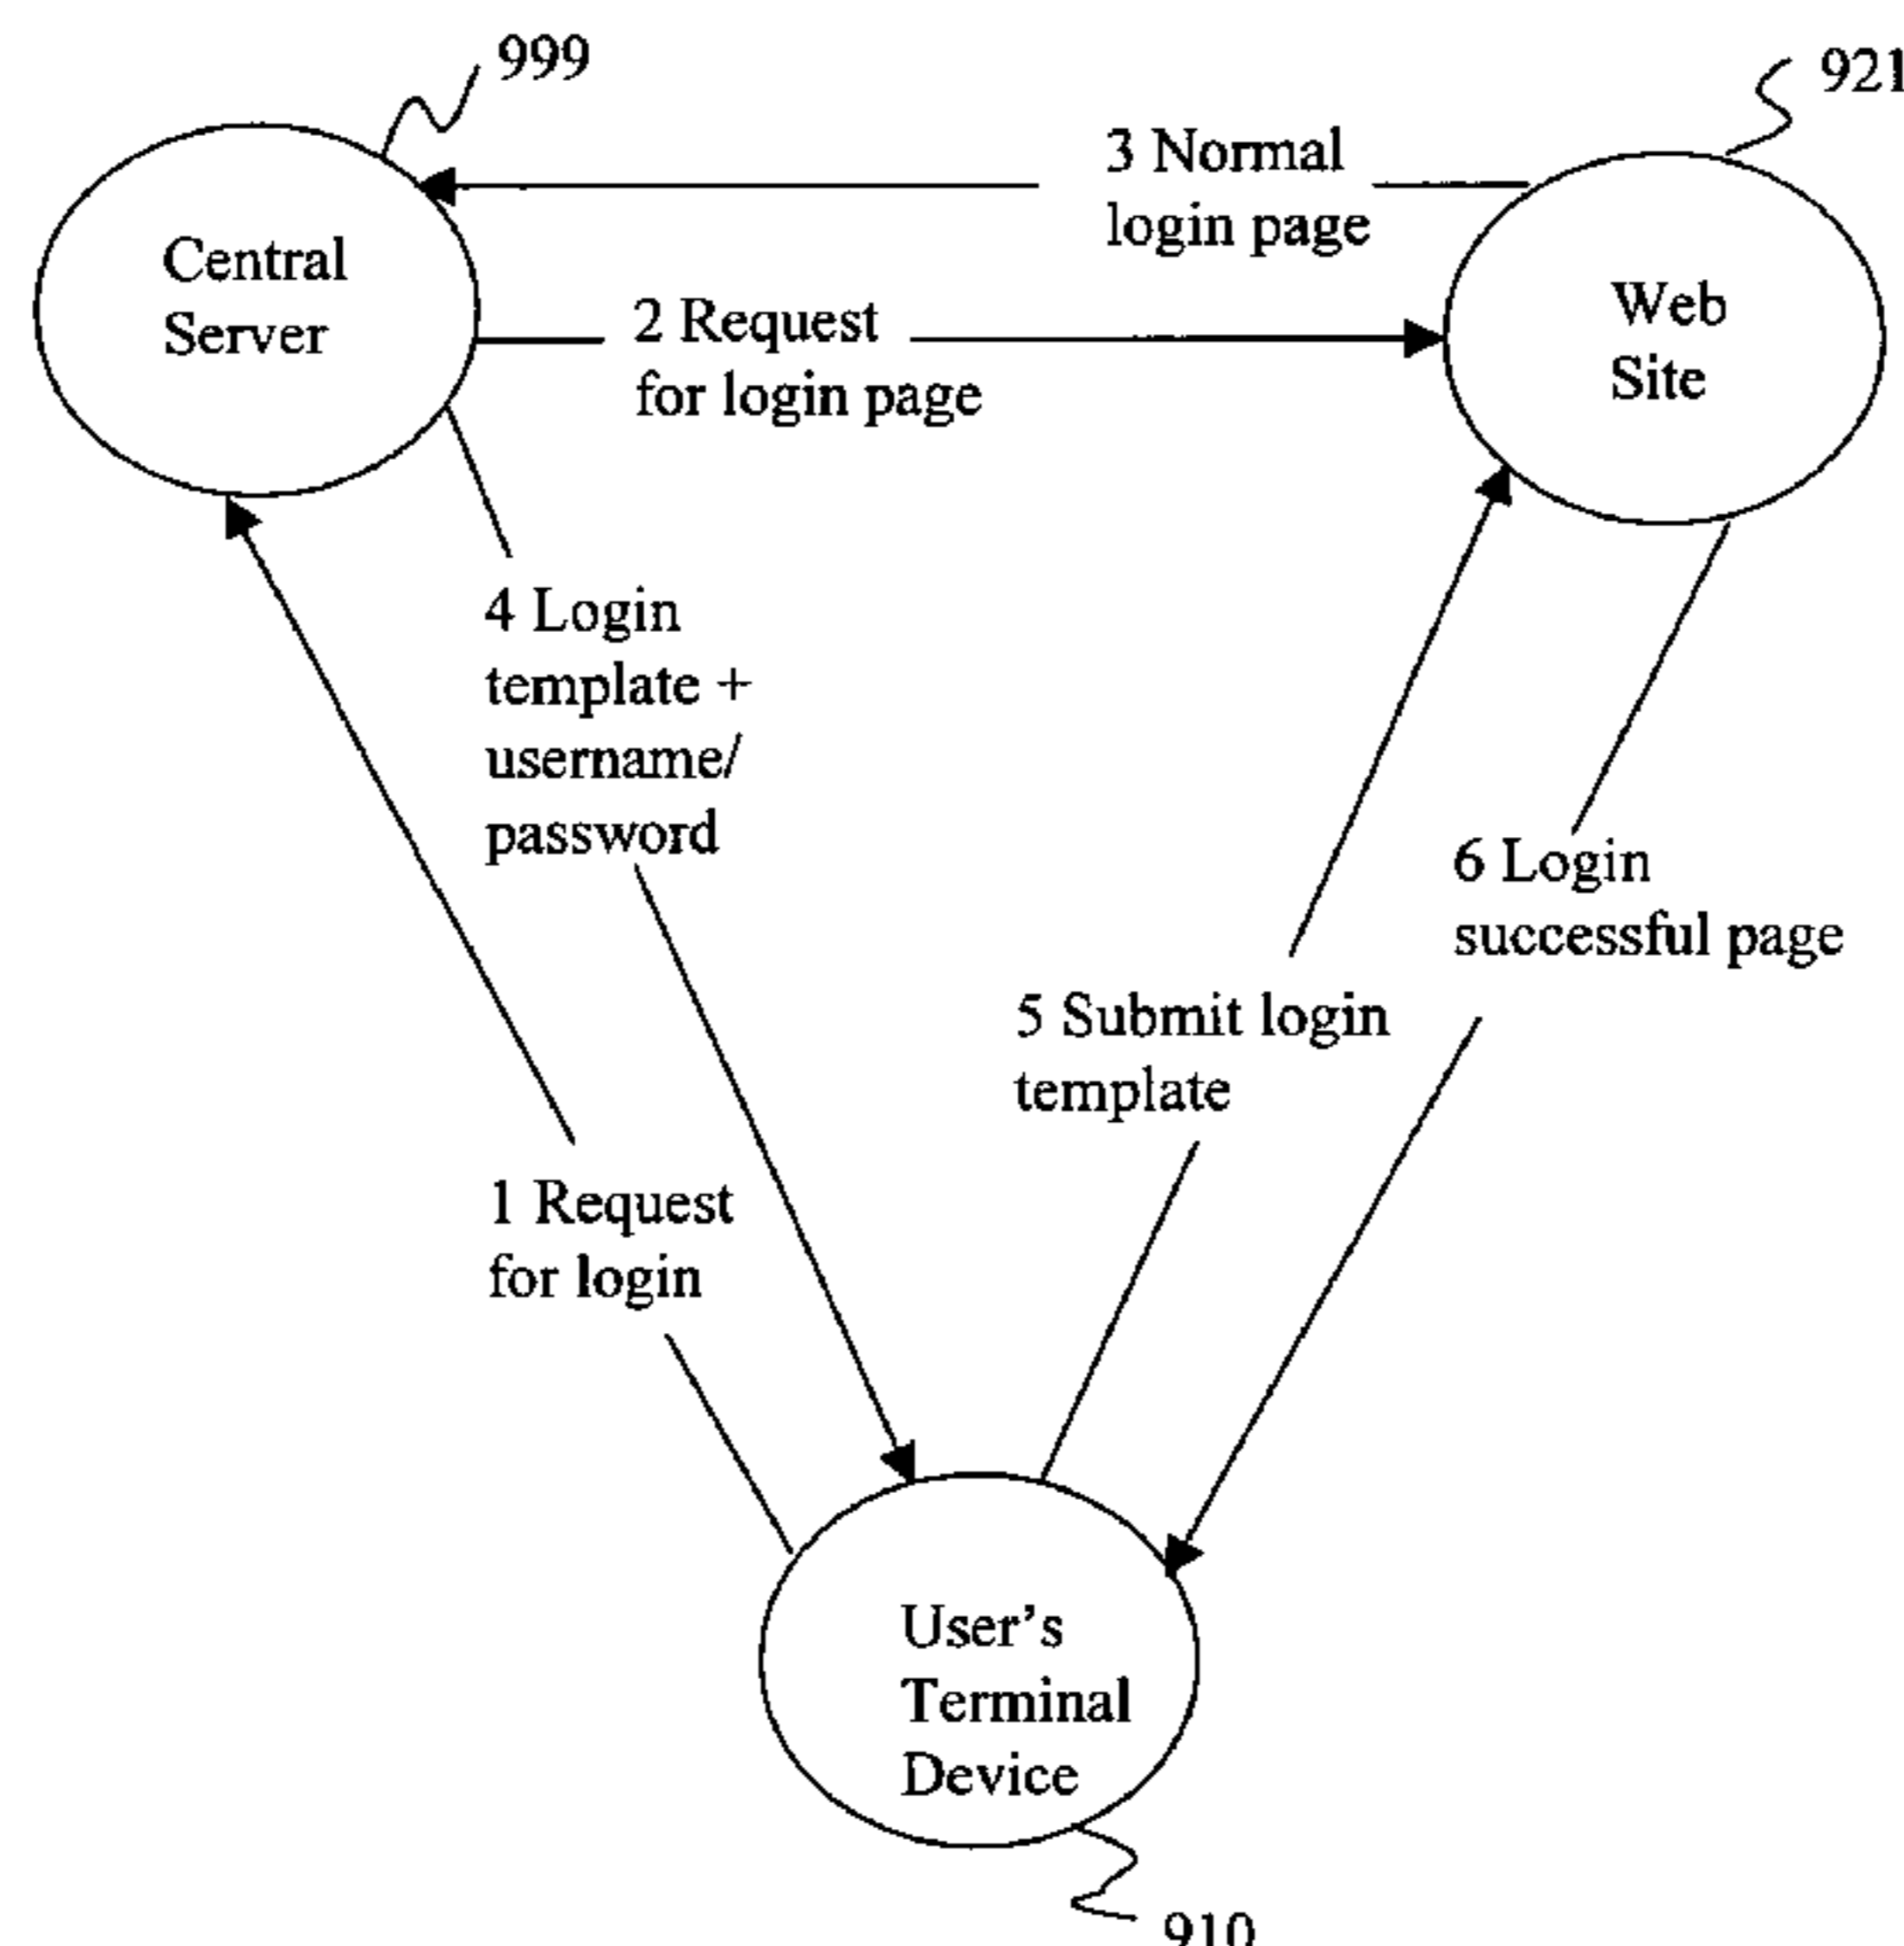 999
921
3 Normal
login page
Central
Server
2 Request
for login page
Web
Site
4 Login
template +
username/
password
6 Login
successful page
5 Submit login
template
1 Request
for login
User's
Terminal
Device
910